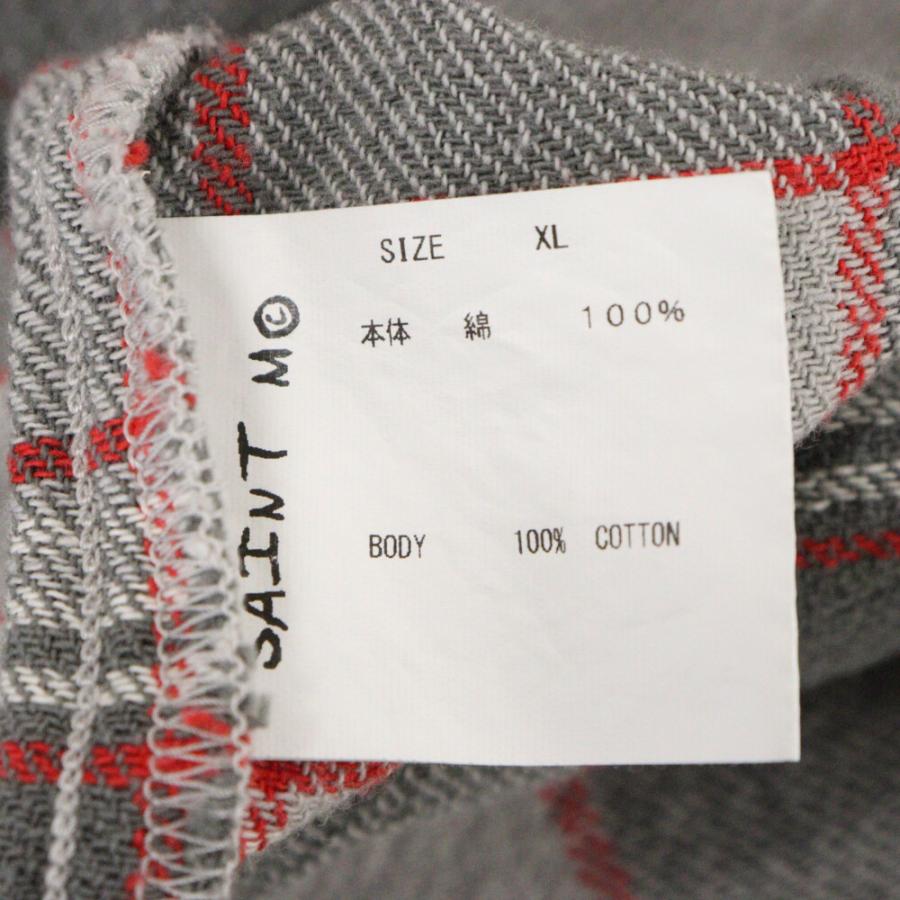 SIZE XL
本体 綿 100%
BODY 100% COTTON
SAINT M